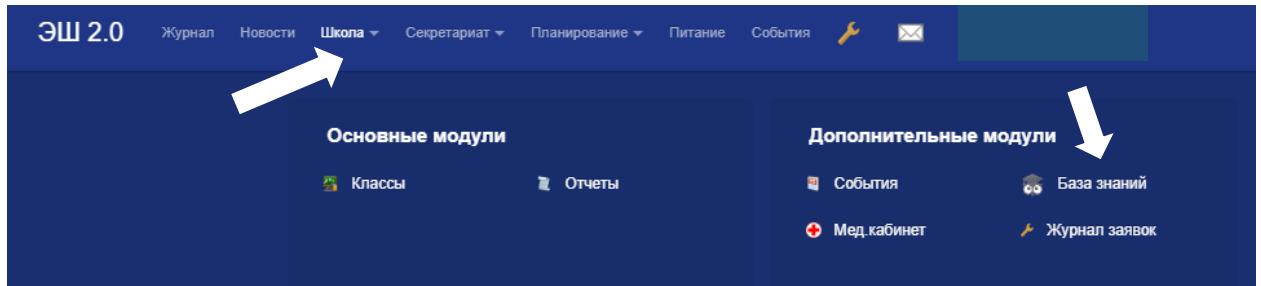 ЭШ 2.0 Журнал Новости Школа Секретариат Планирование Питание События
Основные модули
Классы Отчеты
Дополнительные модули
События База знаний
Мед.кабинет Журнал заявок